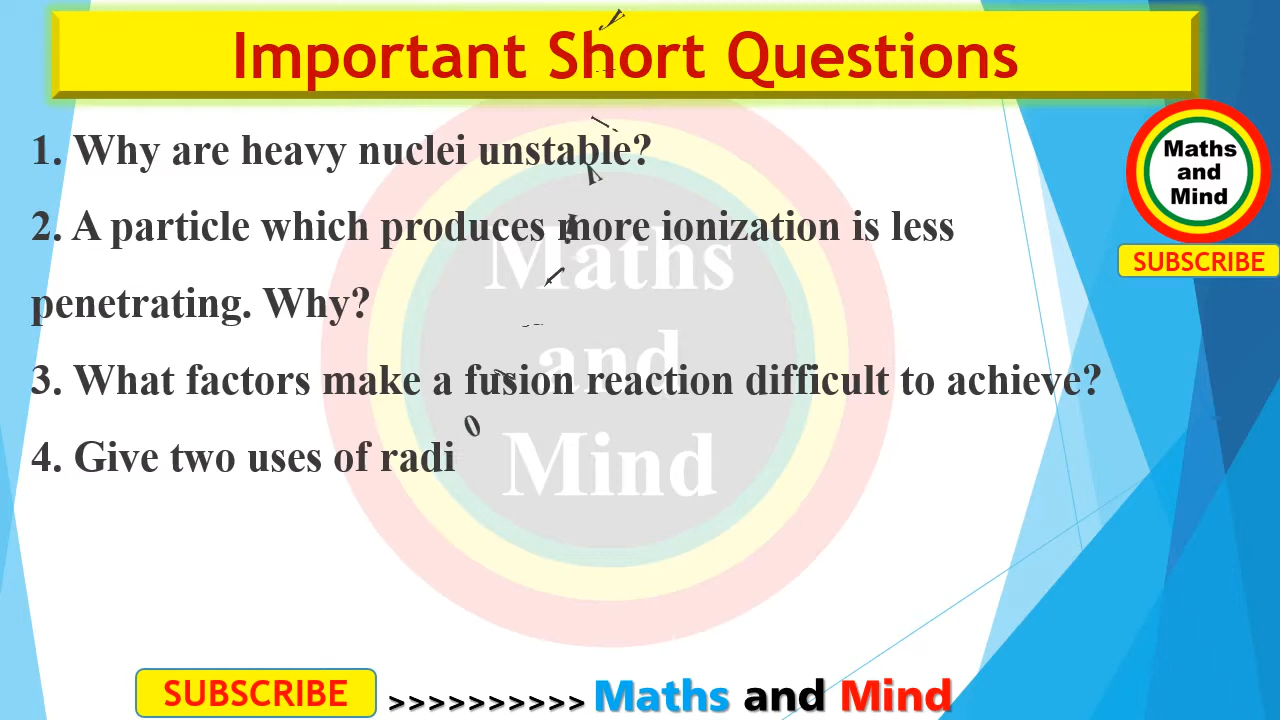 Important Short Questions
1. Why are heavy nuclei unstable?
2. A particle which produces more ionization is less
penetrating. Why?
3. What factors make a fusion reaction difficult to achieve?
4. Give two uses of radi
Maths
and
Mind
SUBSCRIBE
Maths
and
Mind
SUBSCRIBE >>>>>>>>>> Maths and Mind